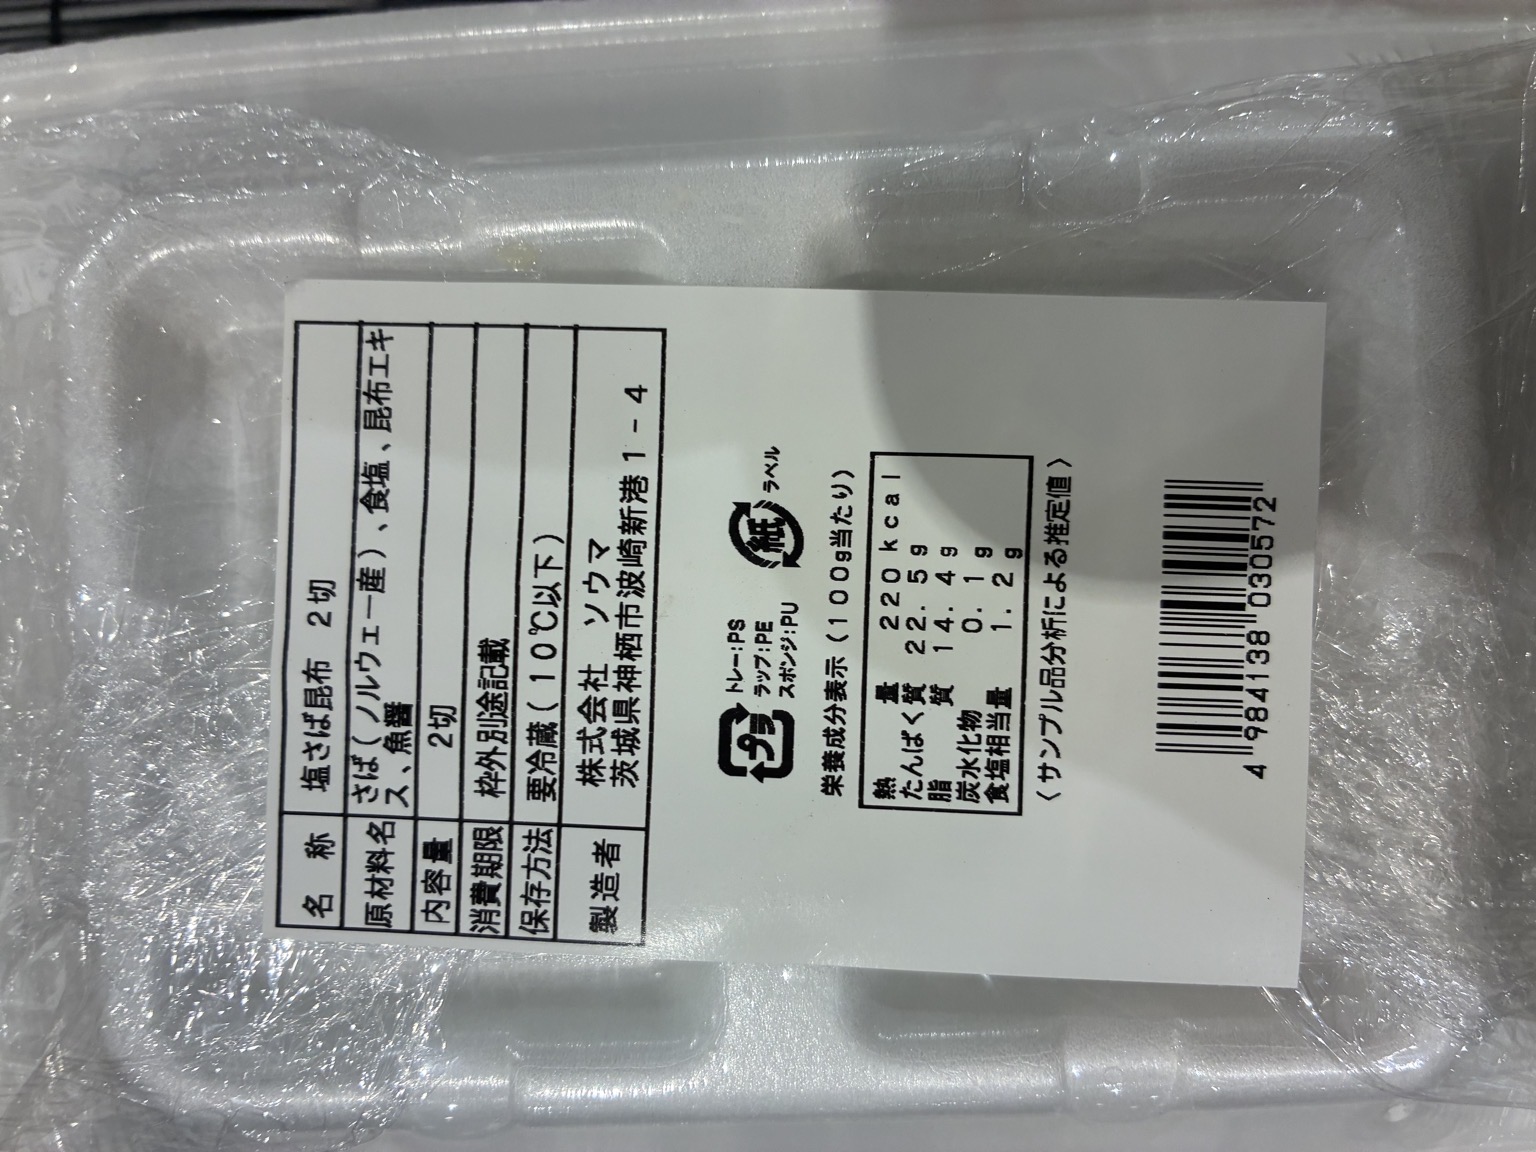 名 称 塩さば昆布 2切
原材料名 さば(ノルウェー産)、食塩、昆布エキ
ス、魚醤
内容量 2切
消費期限 枠外別途記載
保存方法 要冷蔵(10℃以下)
製造者 株式会社 ソウマ
茨城県神栖市波崎新港1-4
プラ
トレー:PS
ラップ:PE
スポンジ:PU
紙
ラベル
栄養成分表示(100g当たり)
熱 量 220kcal
たんぱく質 22.5g
脂 質 14.4g
炭水化物 0.1g
食塩相当量 1.2g
〈サンプル品分析による推定値〉
4 984138 030572